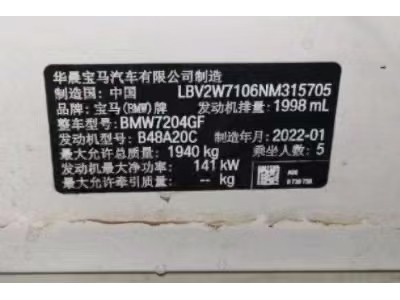 华晨宝马汽车有限公司制造
制造国：中国 LBV2W7106NM315705
品牌：宝马(BMW)牌 发动机排量：1998 mL
整车型号：BMW7204GF
发动机型号：B48A20C 制造年月：2022-01
最大允许总质量：1940 kg 乘坐人数：5
发动机最大净功率：141 kW
最大允许牵引质量：-- kg